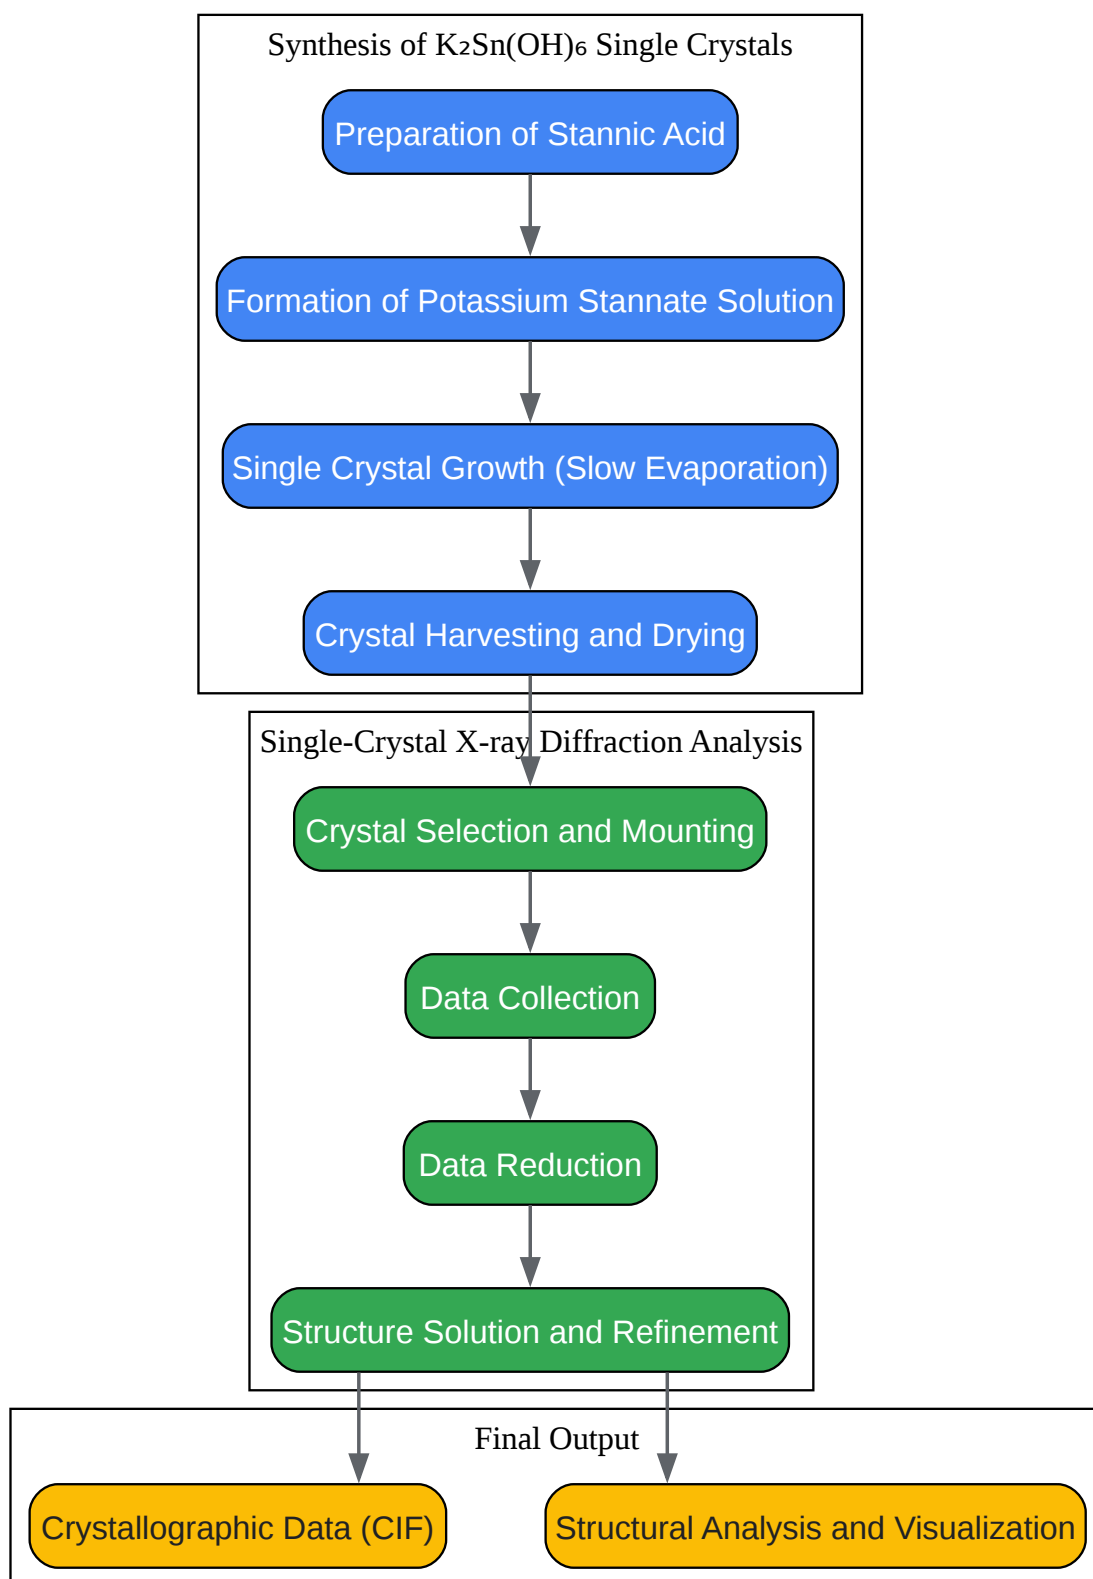 Synthesis of K₂Sn(OH)₆ Single Crystals
Preparation of Stannic Acid
Formation of Potassium Stannate Solution
Single Crystal Growth (Slow Evaporation)
Crystal Harvesting and Drying
Single-Crystal X-ray Diffraction Analysis
Crystal Selection and Mounting
Data Collection
Data Reduction
Structure Solution and Refinement
Final Output
Crystallographic Data (CIF)
Structural Analysis and Visualization